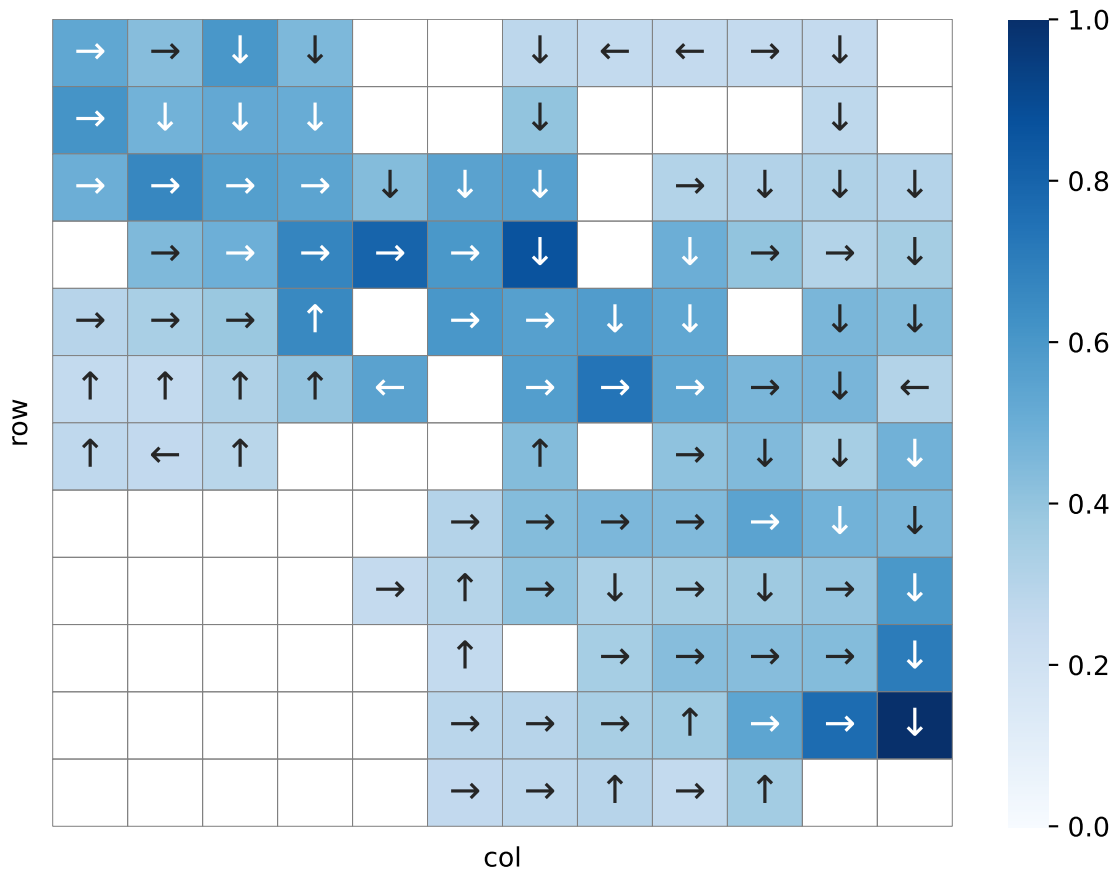 → → ↓ ↓ ↓ ← ← → ↓
→ ↓ ↓ ↓ ↓ ↓
→ → → → ↓ ↓ ↓ → ↓ ↓ ↓
→ → → → → ↓ ↓ → → ↓
→ → → ↑ → → ↓ ↓ ↓ ↓
↑ ↑ ↑ ↑ ← → → → → ↓ ←
↑ ← ↑ ↑ → ↓ ↓ ↓
→ → → → → ↓ ↓
→ ↑ → ↓ → ↓ → ↓
↑ → → → → ↓
→ → → ↑ → → ↓
→ → ↑ → ↑
row
col
1.0
0.8
0.6
0.4
0.2
0.0